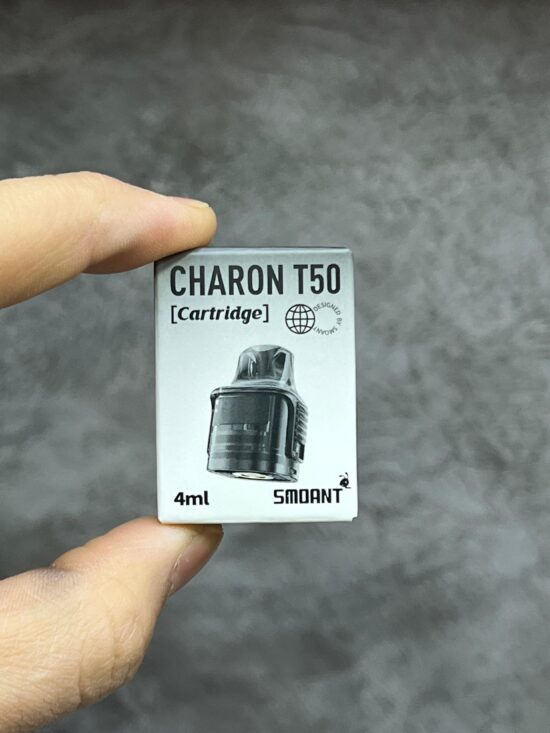 CHARON T50
[Cartridge]
DESIGNED BY SMOANT
4ml
SMOANT